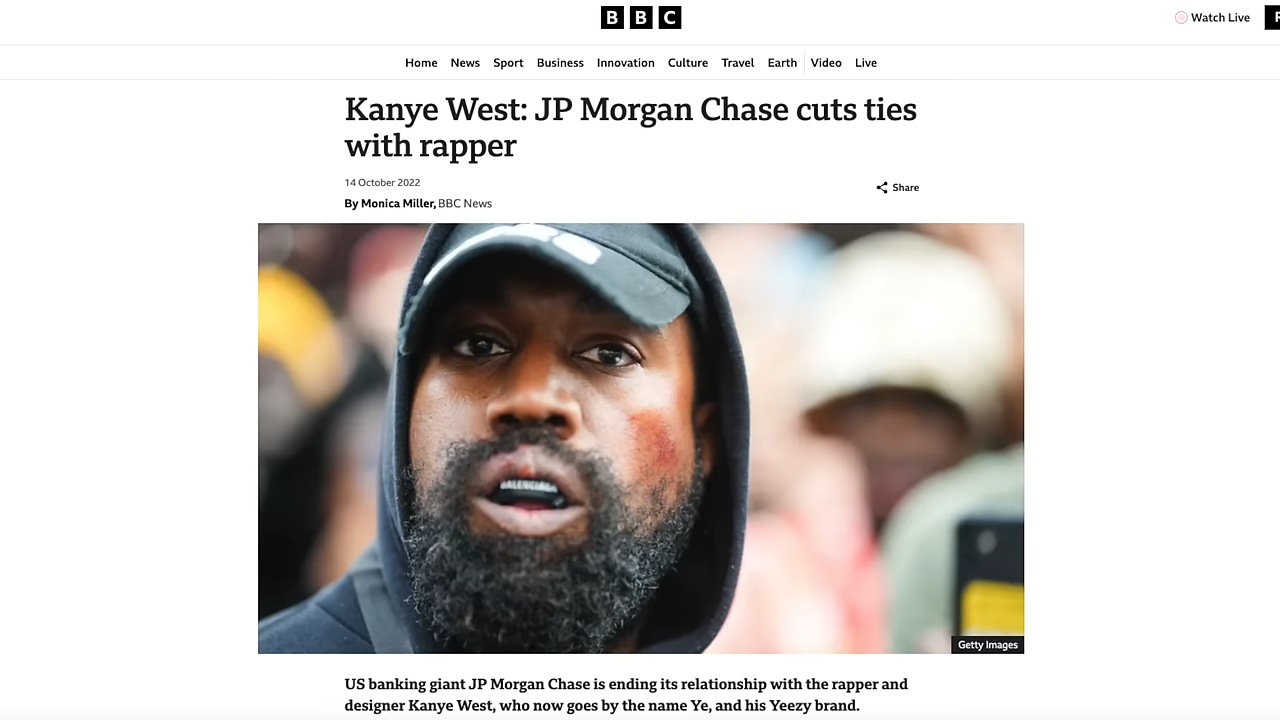 BBC
Watch Live
Home News Sport Business Innovation Culture Travel Earth Video Live
Kanye West: JP Morgan Chase cuts ties
with rapper
14 October 2022
Share
By Monica Miller, BBC News
BALENCIAGA
Getty Images
US banking giant JP Morgan Chase is ending its relationship with the rapper and
designer Kanye West, who now goes by the name Ye, and his Yeezy brand.